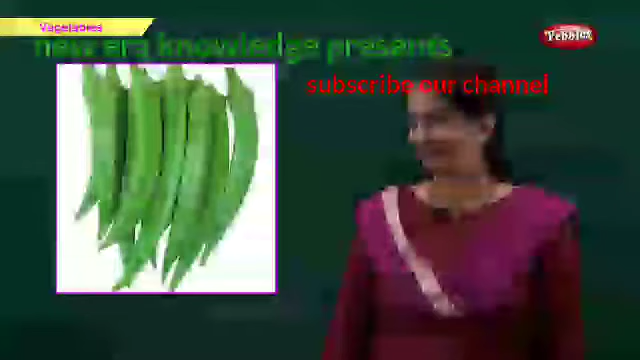 Vegetables
Pebbles
new era knowledge presents
subscribe our channel